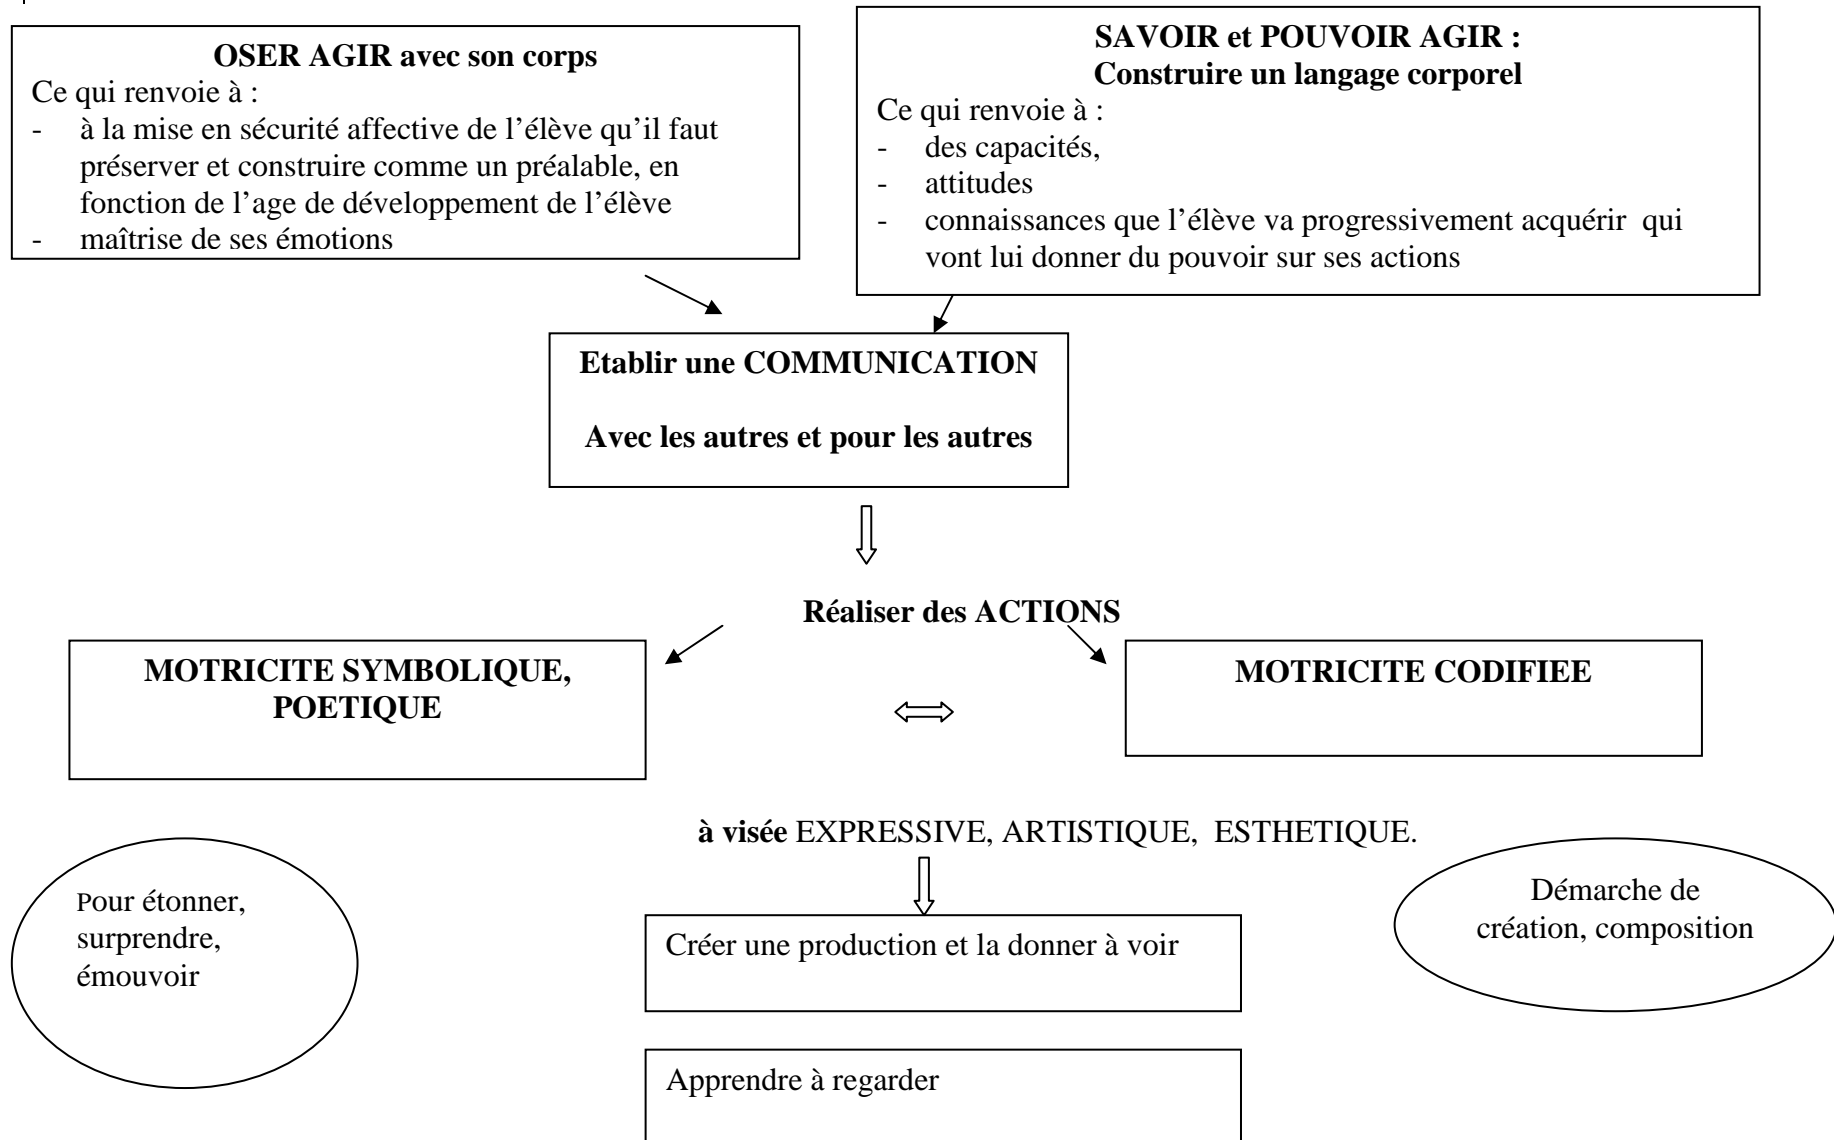 OSER AGIR avec son corps
Ce qui renvoie à :
- à la mise en sécurité affective de l’élève qu’il faut
préserver et construire comme un préalable, en
fonction de l’age de développement de l’élève
- maîtrise de ses émotions
SAVOIR et POUVOIR AGIR :
Construire un langage corporel
Ce qui renvoie à :
- des capacités,
- attitudes
- connaissances que l’élève va progressivement acquérir qui
vont lui donner du pouvoir sur ses actions
Etablir une COMMUNICATION
Avec les autres et pour les autres
Réaliser des ACTIONS
MOTRICITE SYMBOLIQUE,
POETIQUE
MOTRICITE CODIFIEE
à visée EXPRESSIVE, ARTISTIQUE, ESTHETIQUE.
Pour étonner,
surprendre,
émouvoir
Créer une production et la donner à voir
Démarche de
création, composition
Apprendre à regarder